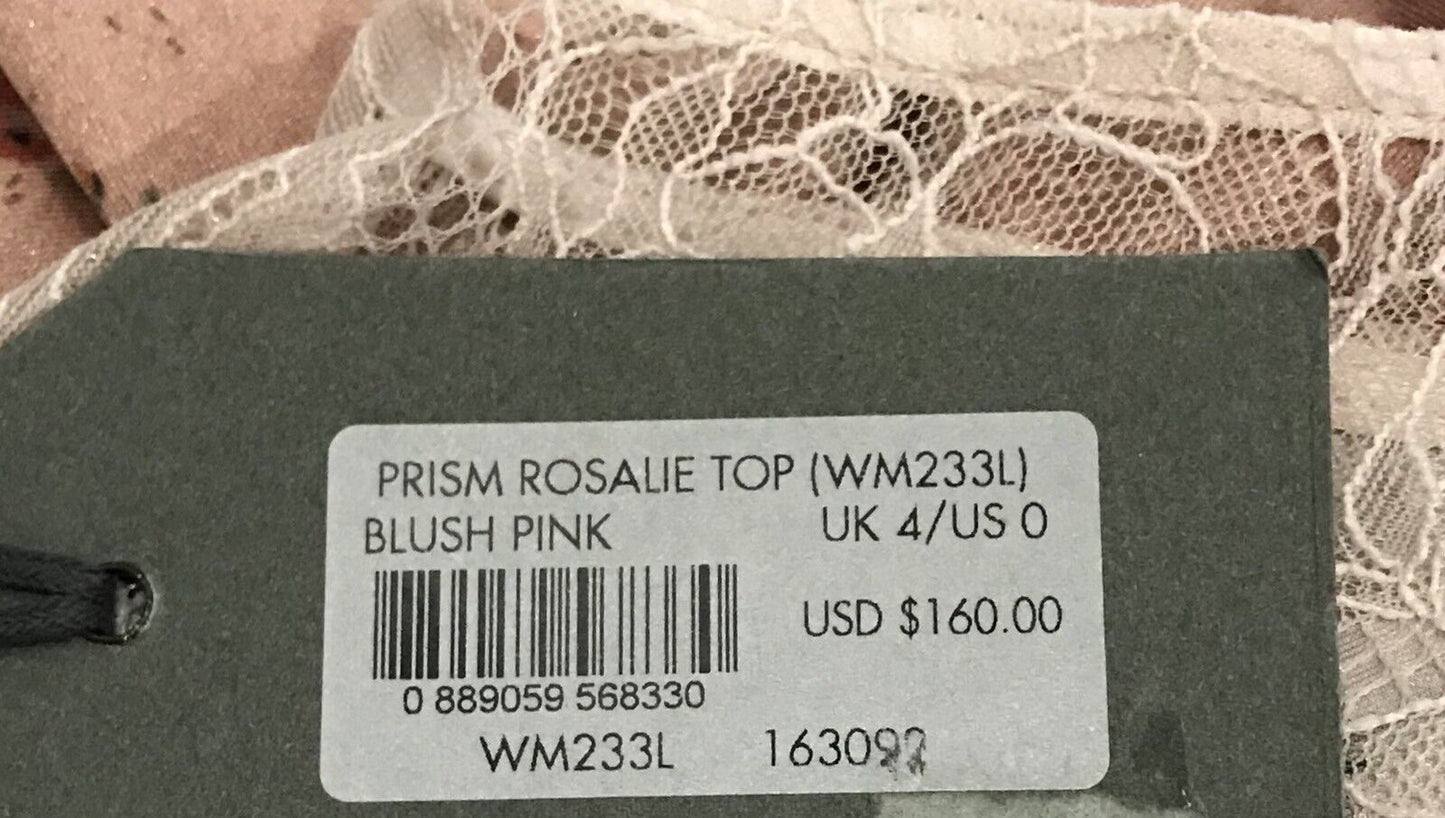 PRISM ROSALIE TOP (WM233L)
BLUSH PINK UK 4/US 0
USD $160.00
0 889059 568330
WM233L